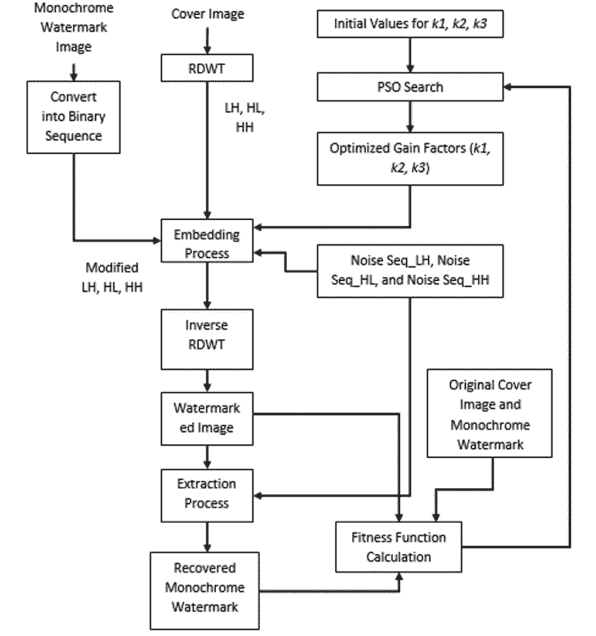 Monochrome
Watermark
Image
Cover Image
Initial Values for k1, k2, k3
RDWT
PSO Search
Convert
into Binary
Sequence
LH, HL,
HH
Optimized Gain Factors (k1,
k2, k3)
Embedding
Process
Modified
LH, HL, HH
Noise Seq_LH, Noise
Seq_HL, and Noise Seq_HH
Inverse
RDWT
Original Cover
Image and
Monochrome
Watermark
Watermark
ed Image
Extraction
Process
Fitness Function
Calculation
Recovered
Monochrome
Watermark